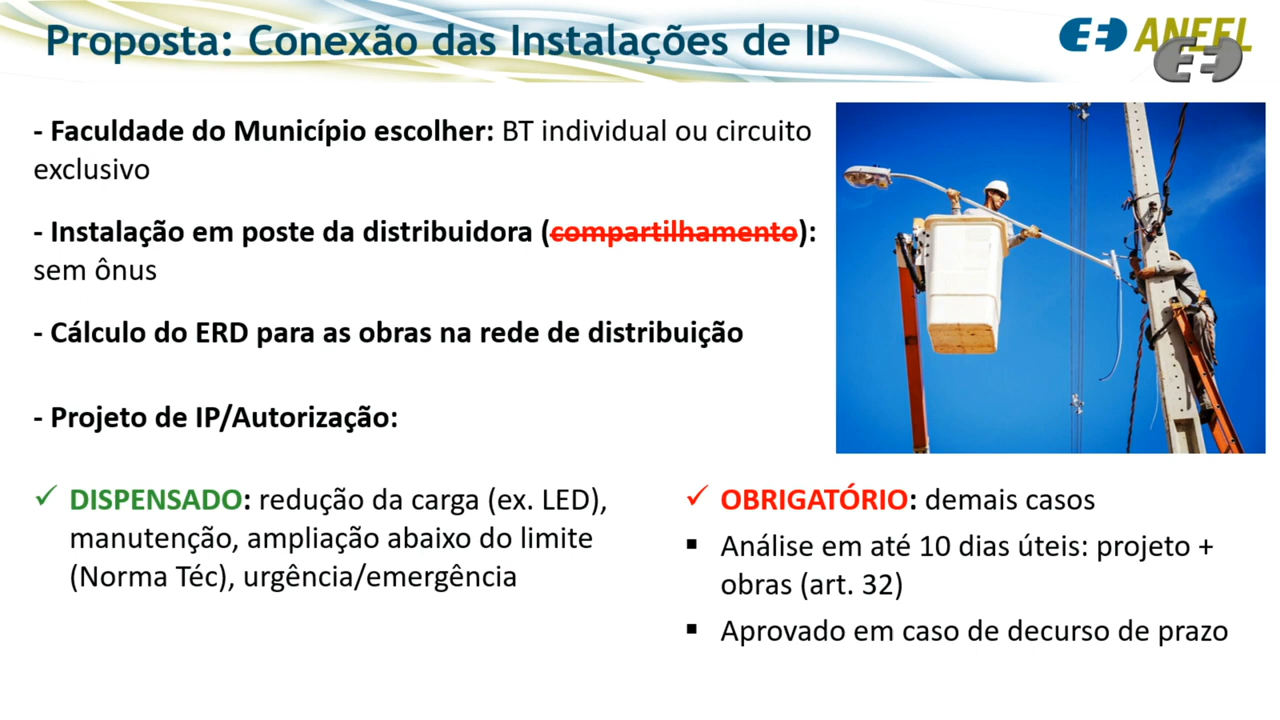 Proposta: Conexão das Instalações de IP
ANEEL
- Faculdade do Município escolher: BT individual ou circuito
exclusivo
- Instalação em poste da distribuidora (compartilhamento):
sem ônus
- Cálculo do ERD para as obras na rede de distribuição
- Projeto de IP/Autorização:
✓ DISPENSADO: redução da carga (ex. LED),
manutenção, ampliação abaixo do limite
(Norma Téc), urgência/emergência
✓ OBRIGATÓRIO: demais casos
▪ Análise em até 10 dias úteis: projeto +
obras (art. 32)
▪ Aprovado em caso de decurso de prazo